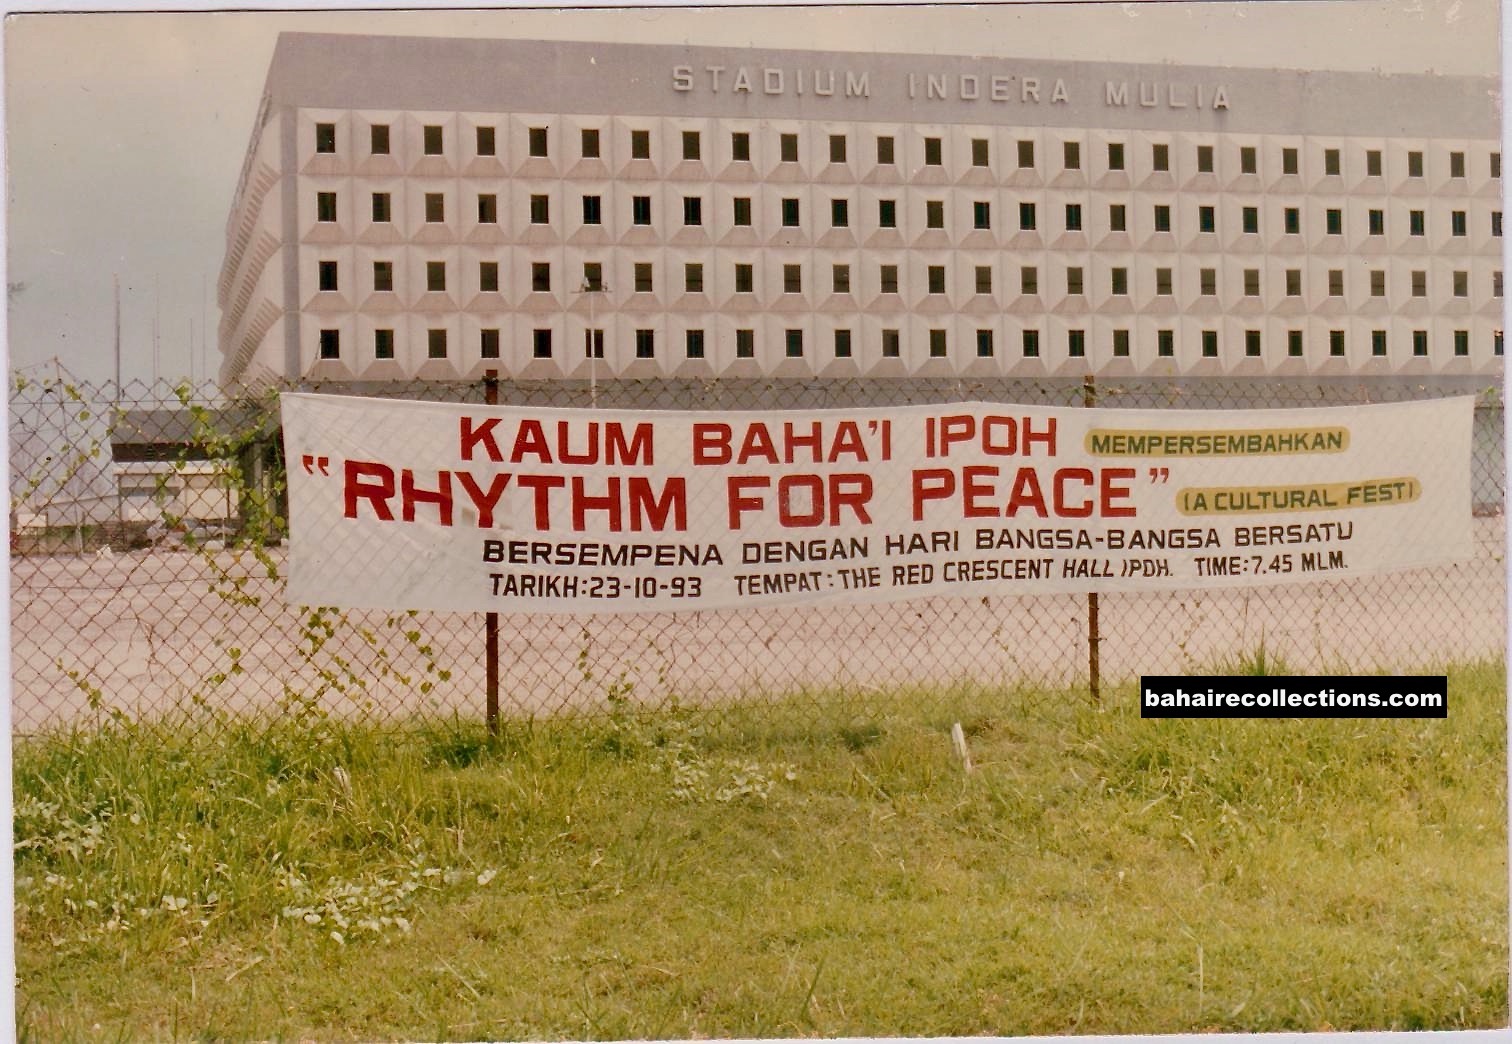 STADIUM INDERA MULIA
KAUM BAHA'I IPOH MEMPERSEMBAHKAN
"RHYTHM FOR PEACE" (A CULTURAL FEST)
BERSEMPENA DENGAN HARI BANGSA-BANGSA BERSATU
TARIKH:23-10-93 TEMPAT:THE RED CRESCENT HALL IPOH. TIME:7.45 MLM.
bahairecollections.com